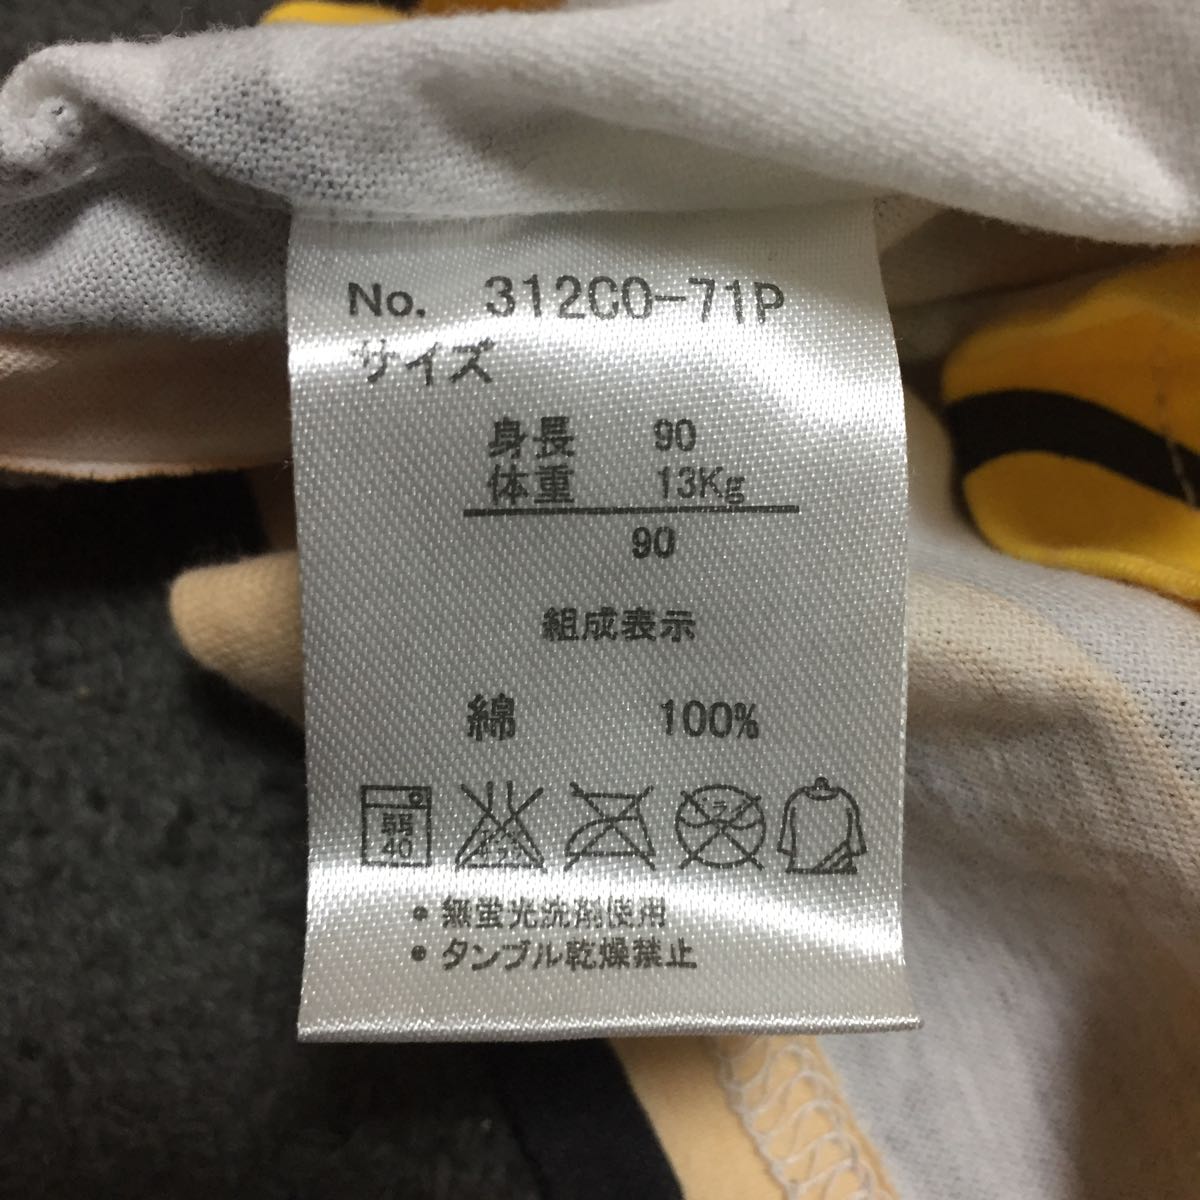 No. 312CO-71P
サイズ
身長 90
体重 13Kg
90
組成表示
綿 100%
弱
40
・無蛍光洗剤使用
・タンブル乾燥禁止